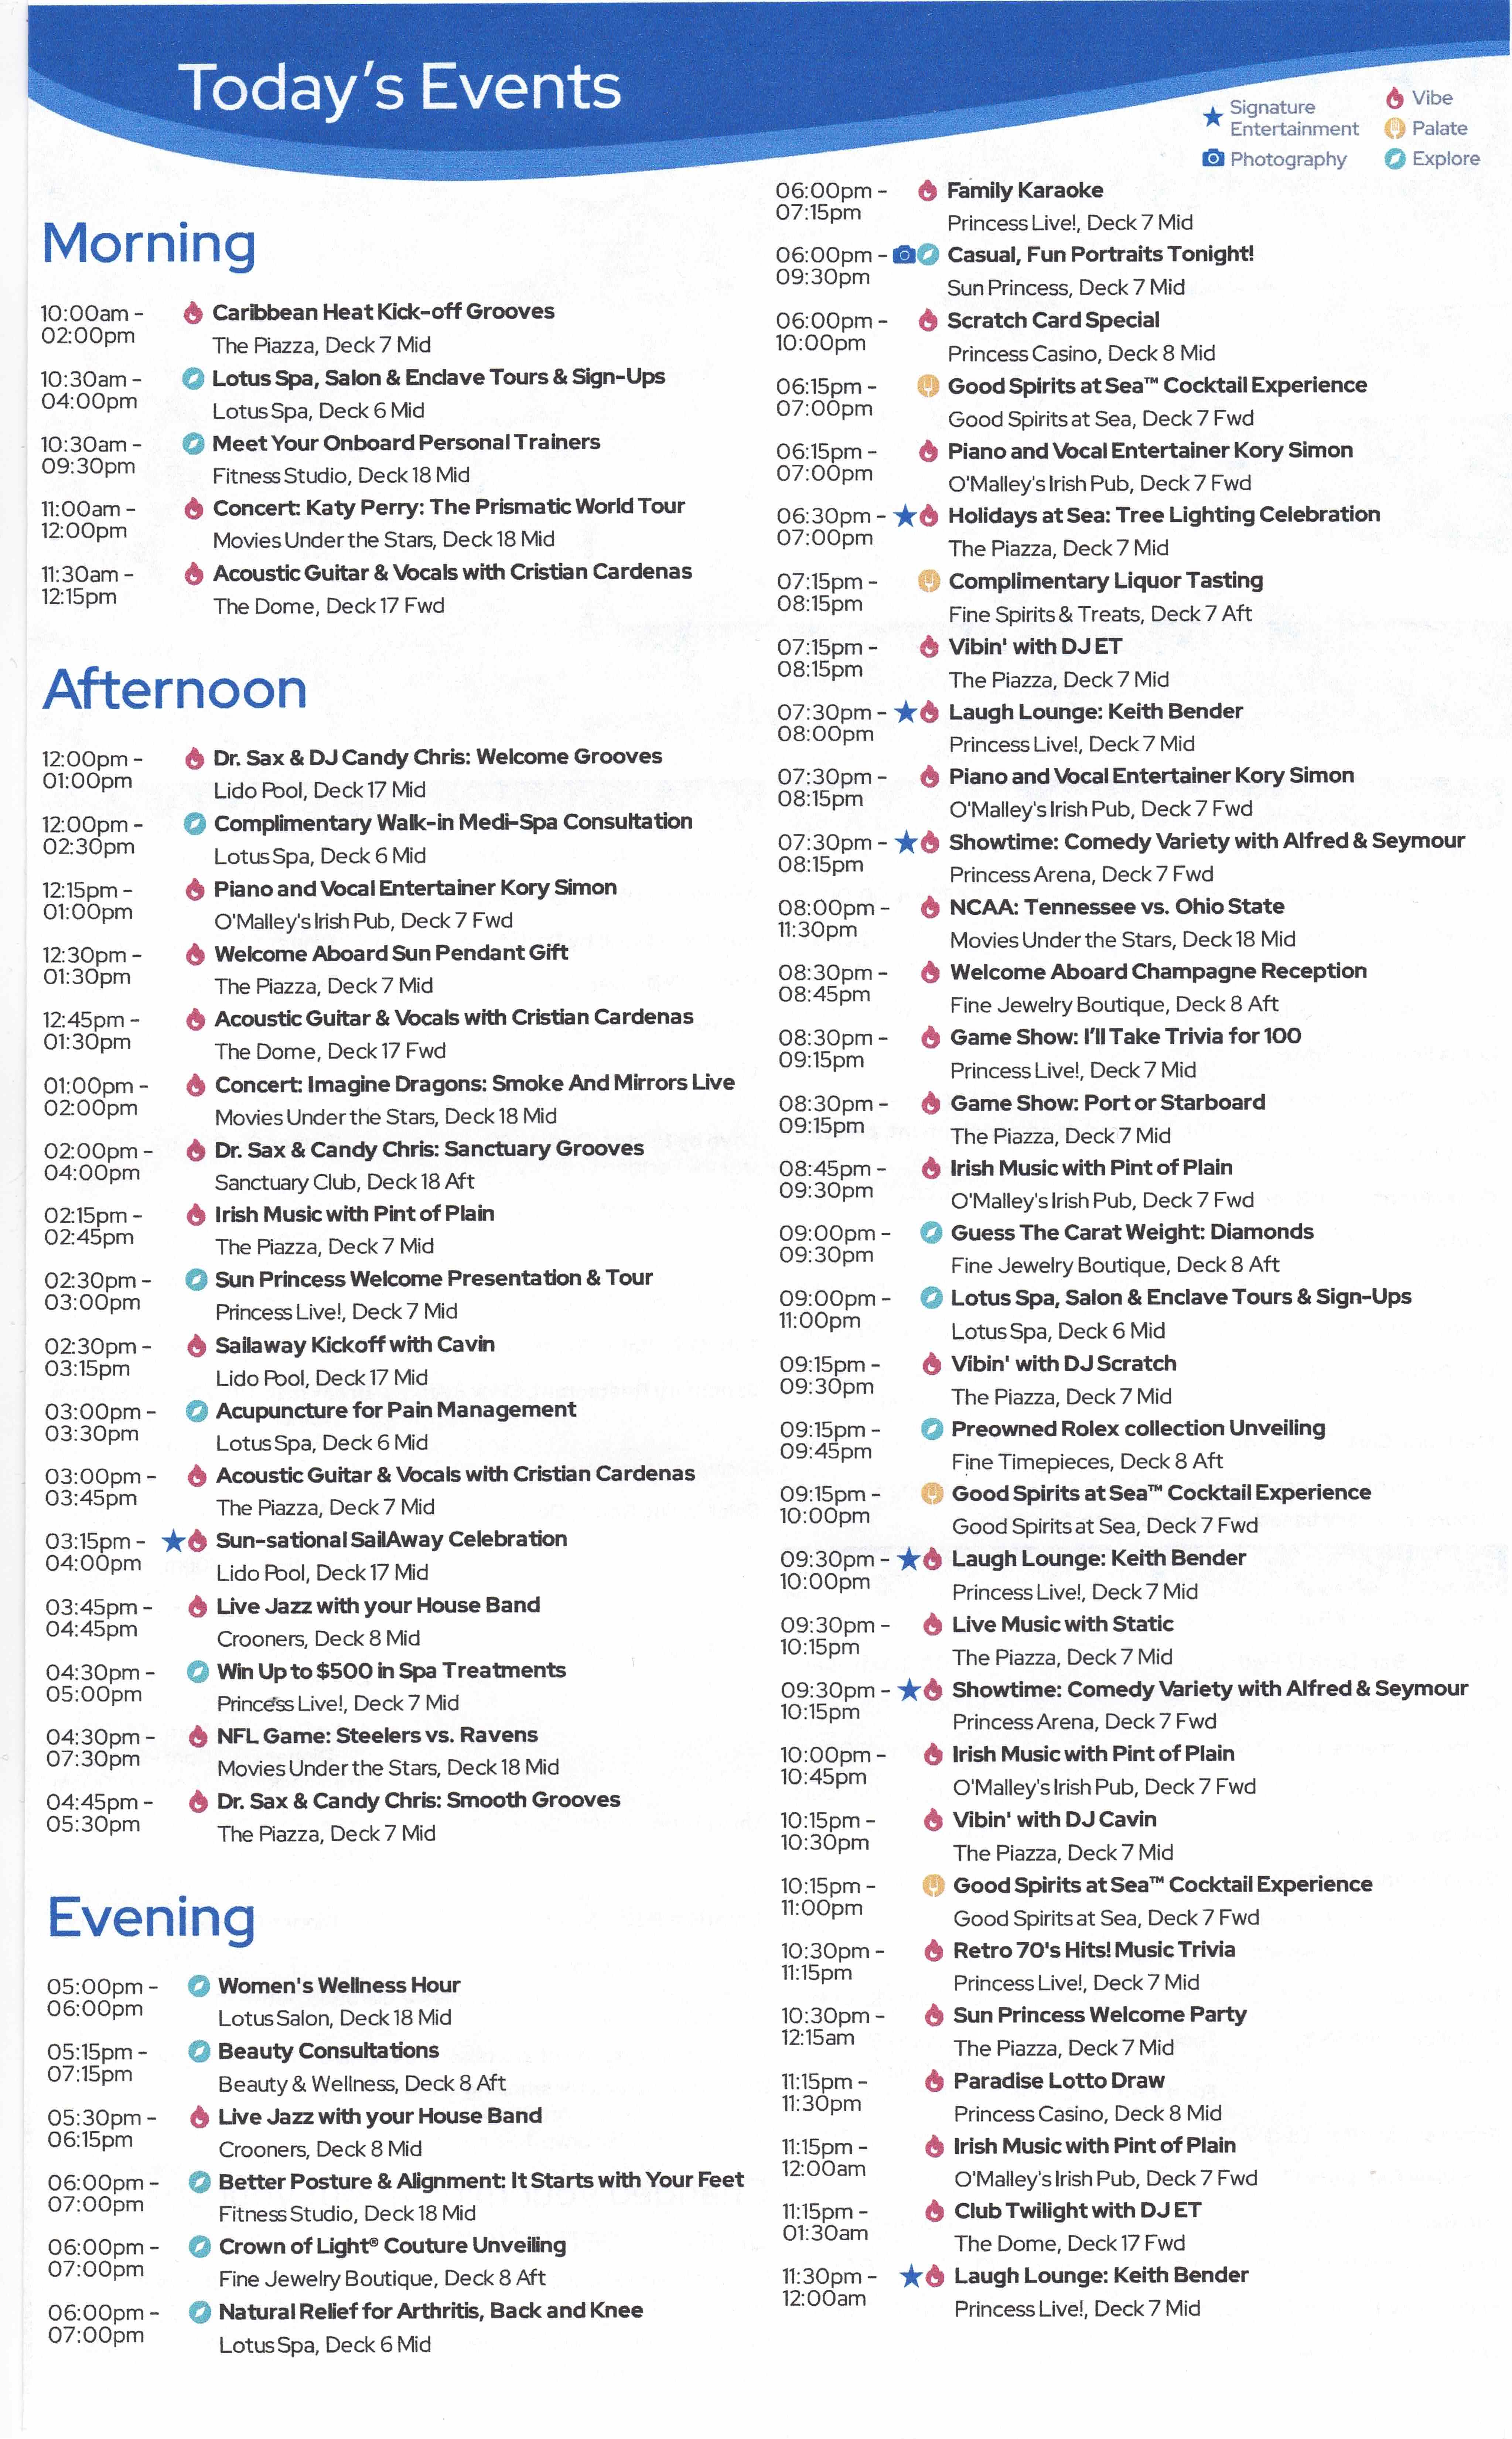 Today's Events
Signature
Entertainment
Photography
Vibe
Palate
Explore
Morning
10:00am -
02:00pm
Caribbean Heat Kick-off Grooves
The Piazza, Deck 7 Mid
10:30am -
04:00pm
Lotus Spa, Salon & Enclave Tours & Sign-Ups
Lotus Spa, Deck 6 Mid
10:30am -
09:30pm
Meet Your Onboard Personal Trainers
Fitness Studio, Deck 18 Mid
11:00am -
12:00pm
Concert: Katy Perry: The Prismatic World Tour
Movies Under the Stars, Deck 18 Mid
11:30am -
12:15pm
Acoustic Guitar & Vocals with Cristian Cardenas
The Dome, Deck 17 Fwd
Afternoon
12:00pm -
01:00pm
Dr. Sax & DJ Candy Chris: Welcome Grooves
Lido Pool, Deck 17 Mid
12:00pm -
02:30pm
Complimentary Walk-in Medi-Spa Consultation
Lotus Spa, Deck 6 Mid
12:15pm -
01:00pm
Piano and Vocal Entertainer Kory Simon
O'Malley's Irish Pub, Deck 7 Fwd
12:30pm -
01:30pm
Welcome Aboard Sun Pendant Gift
The Piazza, Deck 7 Mid
12:45pm -
01:30pm
Acoustic Guitar & Vocals with Cristian Cardenas
The Dome, Deck 17 Fwd
01:00pm -
02:00pm
Concert: Imagine Dragons: Smoke And Mirrors Live
Movies Under the Stars, Deck 18 Mid
02:00pm -
04:00pm
Dr. Sax & Candy Chris: Sanctuary Grooves
Sanctuary Club, Deck 18 Aft
02:15pm -
02:45pm
Irish Music with Pint of Plain
The Piazza, Deck 7 Mid
02:30pm -
03:00pm
Sun Princess Welcome Presentation & Tour
Princess Live!, Deck 7 Mid
02:30pm -
03:15pm
Sailaway Kickoff with Cavin
Lido Pool, Deck 17 Mid
03:00pm -
03:30pm
Acupuncture for Pain Management
Lotus Spa, Deck 6 Mid
03:00pm -
03:45pm
Acoustic Guitar & Vocals with Cristian Cardenas
The Piazza, Deck 7 Mid
03:15pm -
04:00pm
Sun-sational SailAway Celebration
Lido Pool, Deck 17 Mid
03:45pm -
04:45pm
Live Jazz with your House Band
Crooners, Deck 8 Mid
04:30pm -
05:00pm
Win Up to $500 in Spa Treatments
Princess Live!, Deck 7 Mid
04:30pm -
07:30pm
NFL Game: Steelers vs. Ravens
Movies Under the Stars, Deck 18 Mid
04:45pm -
05:30pm
Dr. Sax & Candy Chris: Smooth Grooves
The Piazza, Deck 7 Mid
Evening
05:00pm -
06:00pm
Women's Wellness Hour
Lotus Salon, Deck 18 Mid
05:15pm -
07:15pm
Beauty Consultations
Beauty & Wellness, Deck 8 Aft
05:30pm -
06:15pm
Live Jazz with your House Band
Crooners, Deck 8 Mid
06:00pm -
07:00pm
Better Posture & Alignment: It Starts with Your Feet
Fitness Studio, Deck 18 Mid
06:00pm -
07:00pm
Crown of Light® Couture Unveiling
Fine Jewelry Boutique, Deck 8 Aft
06:00pm -
07:00pm
Natural Relief for Arthritis, Back and Knee
Lotus Spa, Deck 6 Mid
06:00pm -
07:15pm
Family Karaoke
Princess Live!, Deck 7 Mid
06:00pm -
09:30pm
Casual, Fun Portraits Tonight!
Sun Princess, Deck 7 Mid
06:00pm -
10:00pm
Scratch Card Special
Princess Casino, Deck 8 Mid
06:15pm -
07:00pm
Good Spirits at Sea™ Cocktail Experience
Good Spirits at Sea, Deck 7 Fwd
06:15pm -
07:00pm
Piano and Vocal Entertainer Kory Simon
O'Malley's Irish Pub, Deck 7 Fwd
06:30pm -
07:00pm
Holidays at Sea: Tree Lighting Celebration
The Piazza, Deck 7 Mid
07:15pm -
08:15pm
Complimentary Liquor Tasting
Fine Spirits & Treats, Deck 7 Aft
07:15pm -
08:15pm
Vibin' with DJ ET
The Piazza, Deck 7 Mid
07:30pm -
08:00pm
Laugh Lounge: Keith Bender
Princess Live!, Deck 7 Mid
07:30pm -
08:15pm
Piano and Vocal Entertainer Kory Simon
O'Malley's Irish Pub, Deck 7 Fwd
07:30pm -
08:15pm
Showtime: Comedy Variety with Alfred & Seymour
Princess Arena, Deck 7 Fwd
08:00pm -
11:30pm
NCAA: Tennessee vs. Ohio State
Movies Under the Stars, Deck 18 Mid
08:30pm -
08:45pm
Welcome Aboard Champagne Reception
Fine Jewelry Boutique, Deck 8 Aft
08:30pm -
09:15pm
Game Show: I'll Take Trivia for 100
Princess Live!, Deck 7 Mid
08:30pm -
09:15pm
Game Show: Port or Starboard
The Piazza, Deck 7 Mid
08:45pm -
09:30pm
Irish Music with Pint of Plain
O'Malley's Irish Pub, Deck 7 Fwd
09:00pm -
09:30pm
Guess The Carat Weight: Diamonds
Fine Jewelry Boutique, Deck 8 Aft
09:00pm -
11:00pm
Lotus Spa, Salon & Enclave Tours & Sign-Ups
Lotus Spa, Deck 6 Mid
09:15pm -
09:30pm
Vibin' with DJ Scratch
The Piazza, Deck 7 Mid
09:15pm -
09:45pm
Preowned Rolex collection Unveiling
Fine Timepieces, Deck 8 Aft
09:15pm -
10:00pm
Good Spirits at Sea™ Cocktail Experience
Good Spirits at Sea, Deck 7 Fwd
09:30pm -
10:00pm
Laugh Lounge: Keith Bender
Princess Live!, Deck 7 Mid
09:30pm -
10:15pm
Live Music with Static
The Piazza, Deck 7 Mid
09:30pm -
10:15pm
Showtime: Comedy Variety with Alfred & Seymour
Princess Arena, Deck 7 Fwd
10:00pm -
10:45pm
Irish Music with Pint of Plain
O'Malley's Irish Pub, Deck 7 Fwd
10:15pm -
10:30pm
Vibin' with DJ Cavin
The Piazza, Deck 7 Mid
10:15pm -
11:00pm
Good Spirits at Sea™ Cocktail Experience
Good Spirits at Sea, Deck 7 Fwd
10:30pm -
11:15pm
Retro 70's Hits! Music Trivia
Princess Live!, Deck 7 Mid
10:30pm -
12:15am
Sun Princess Welcome Party
The Piazza, Deck 7 Mid
11:15pm -
11:30pm
Paradise Lotto Draw
Princess Casino, Deck 8 Mid
11:15pm -
12:00am
Irish Music with Pint of Plain
O'Malley's Irish Pub, Deck 7 Fwd
11:15pm -
01:30am
Club Twilight with DJ ET
The Dome, Deck 17 Fwd
11:30pm -
12:00am
Laugh Lounge: Keith Bender
Princess Live!, Deck 7 Mid